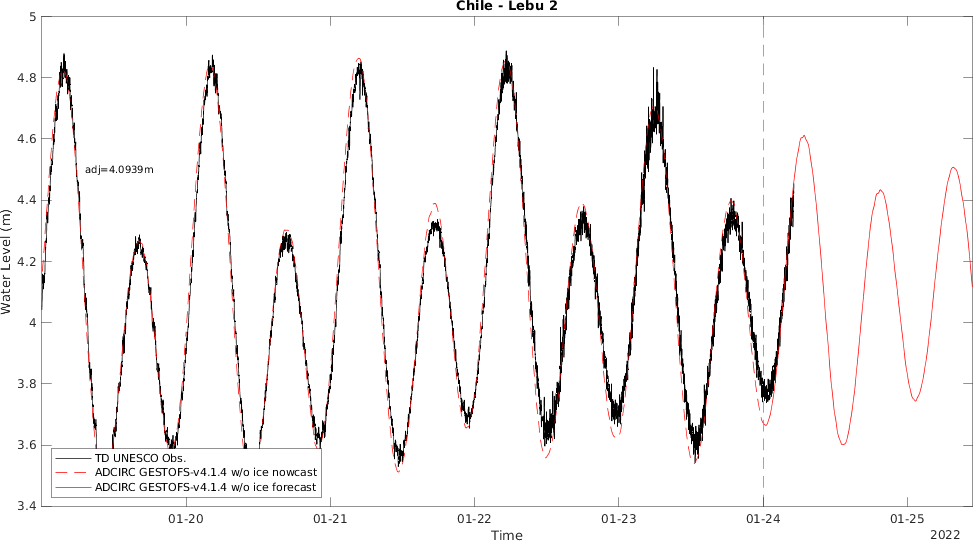 Chile - Lebu 2
5
4.8
4.6
4.4
4.2
4
3.8
3.6
3.4
Water Level (m)
adj=4.0939m
TD UNESCO Obs.
ADCIRC GESTOFS-v4.1.4 w/o ice nowcast
ADCIRC GESTOFS-v4.1.4 w/o ice forecast
01-20
01-21
01-22
01-23
01-24
01-25
Time
2022